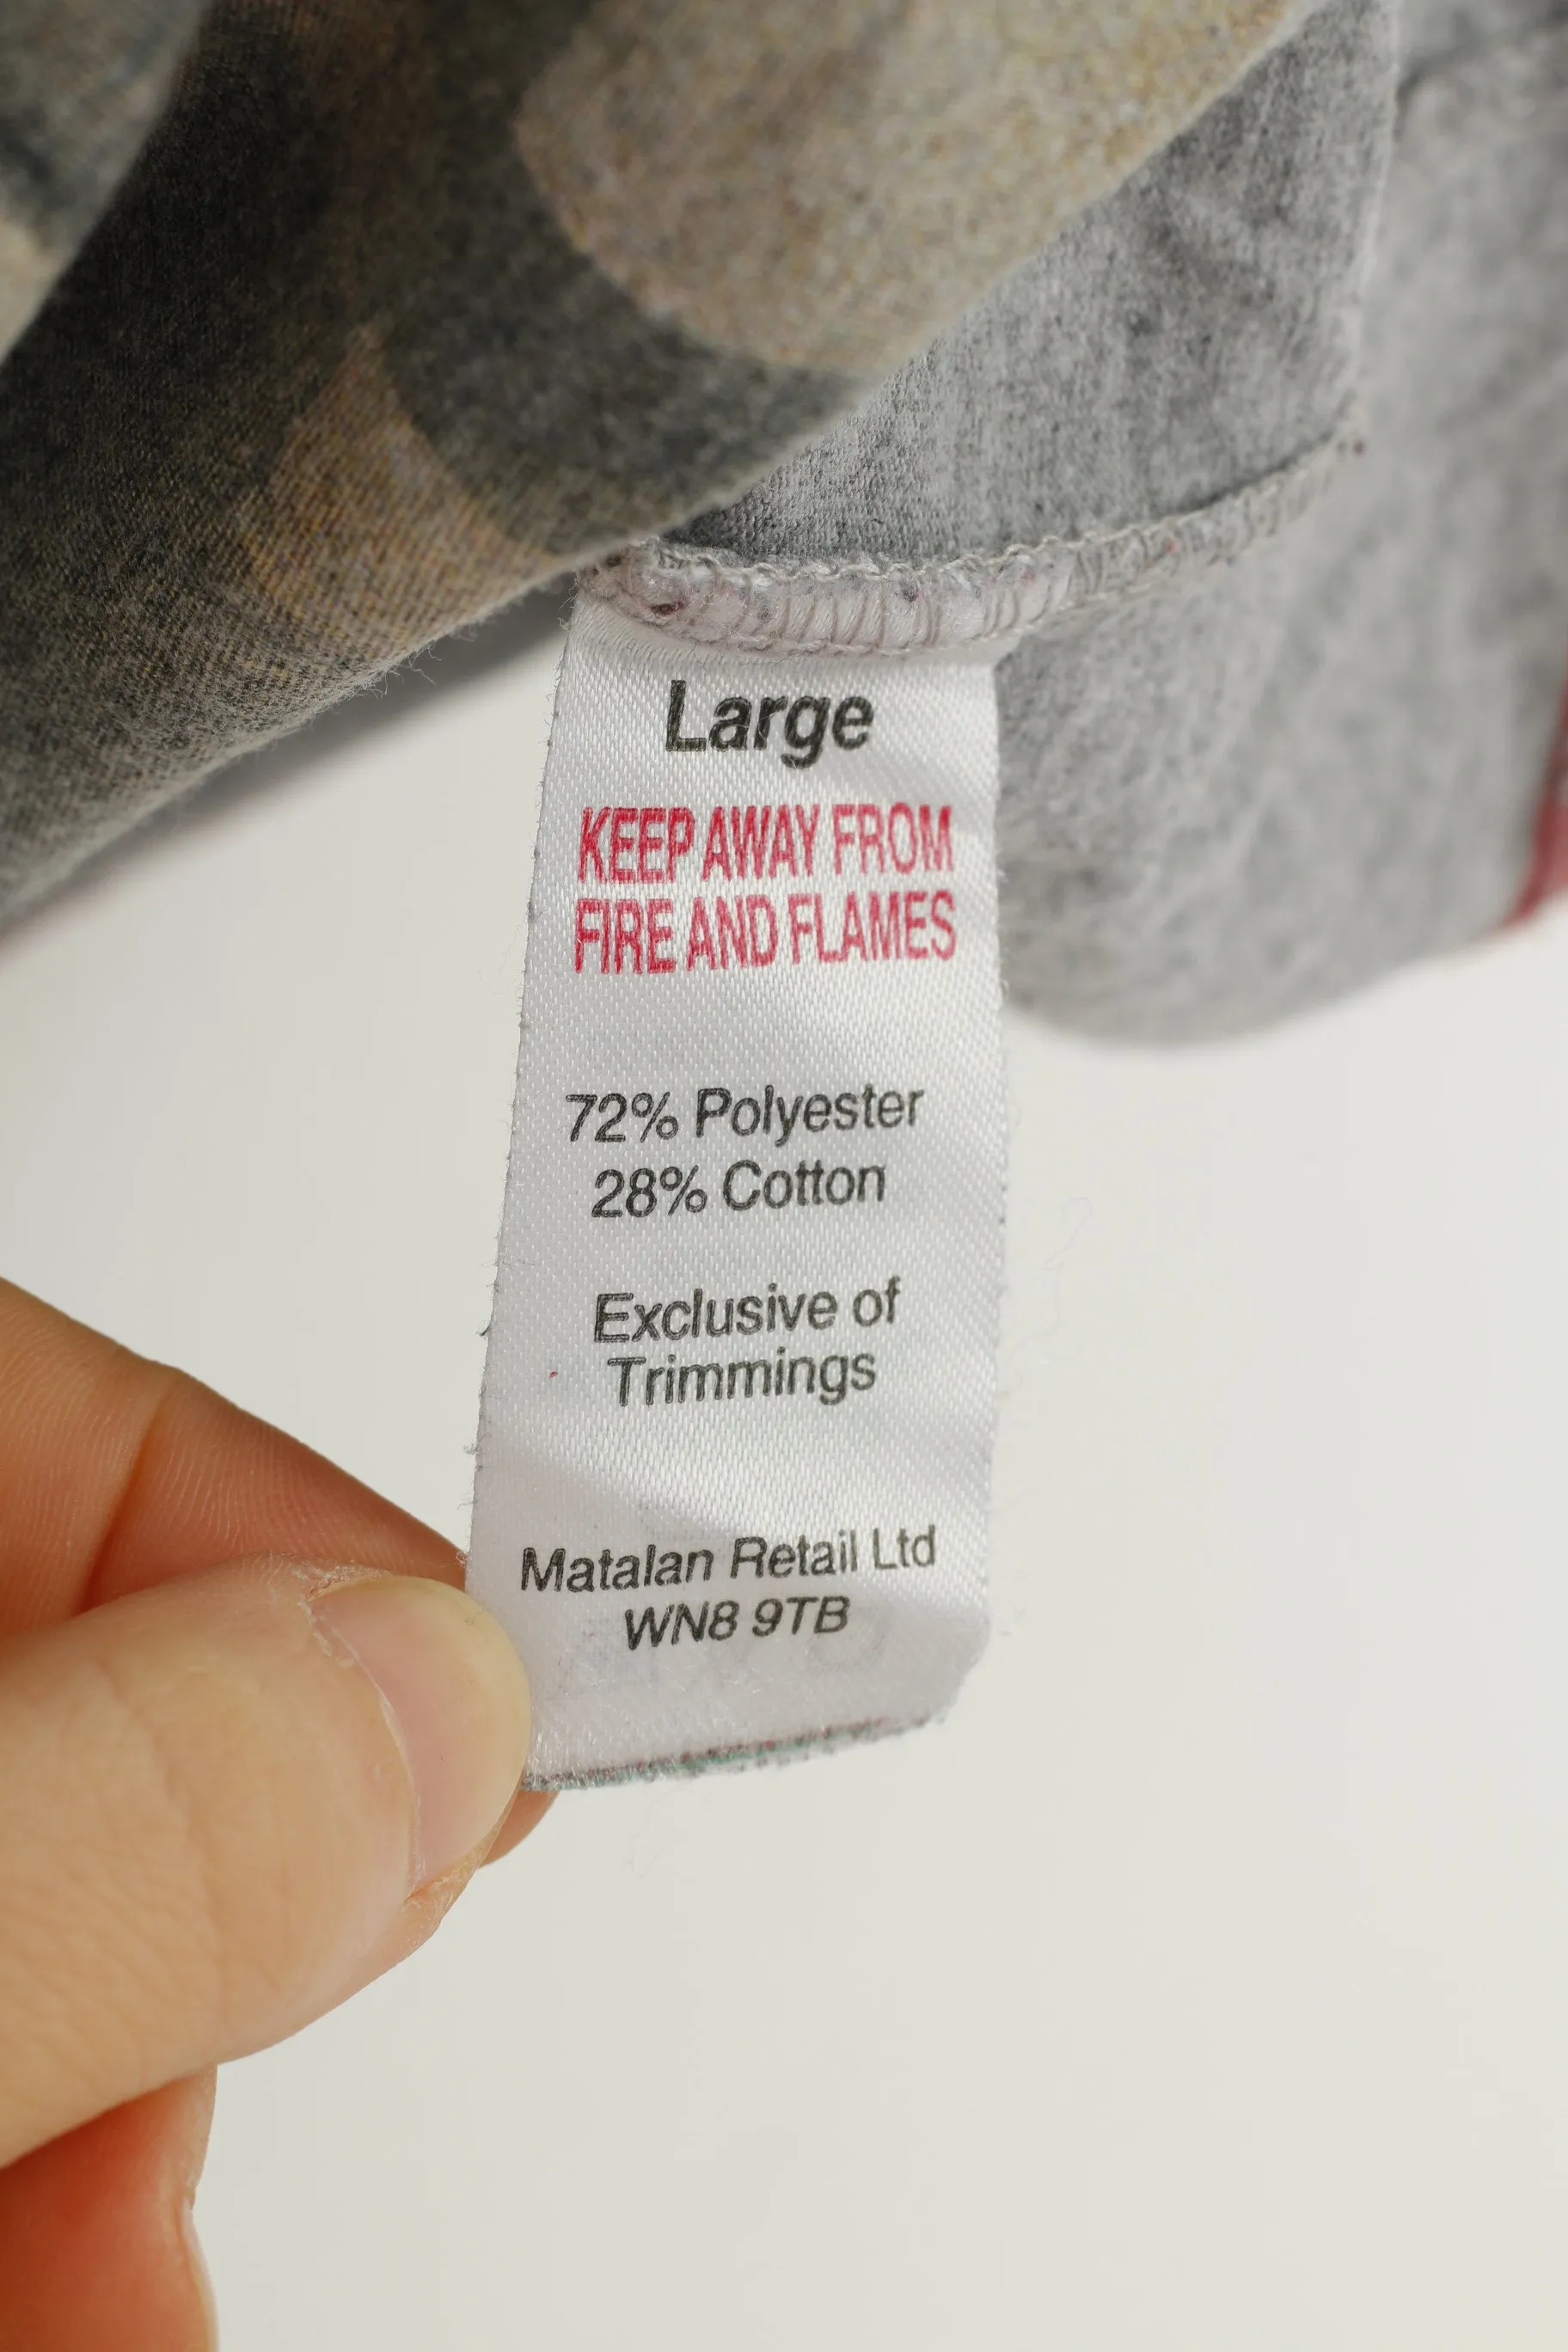 Large
KEEP AWAY FROM
FIRE AND FLAMES
72% Polyester
28% Cotton
Exclusive of
Trimmings
Matalan Retail Ltd
WN8 9TB